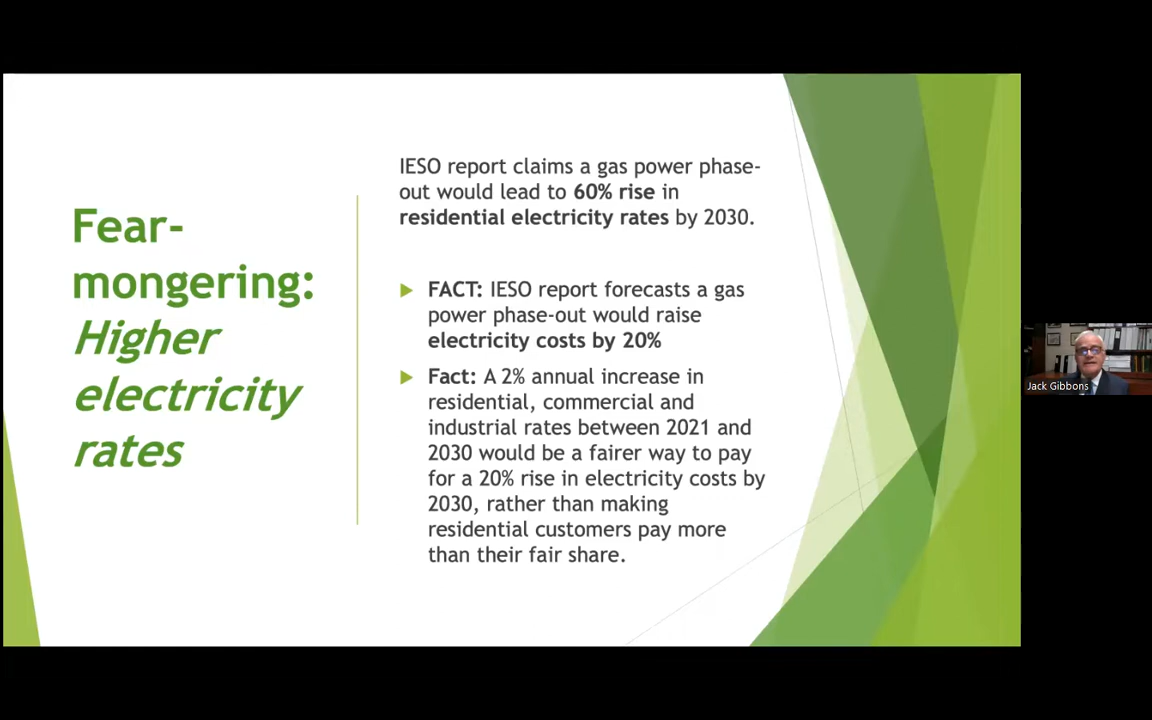 Fear-
mongering:
Higher
electricity
rates
IESO report claims a gas power phase-
out would lead to 60% rise in
residential electricity rates by 2030.
FACT: IESO report forecasts a gas
power phase-out would raise
electricity costs by 20%
Fact: A 2% annual increase in
residential, commercial and
industrial rates between 2021 and
2030 would be a fairer way to pay
for a 20% rise in electricity costs by
2030, rather than making
residential customers pay more
than their fair share.
Jack Gibbons